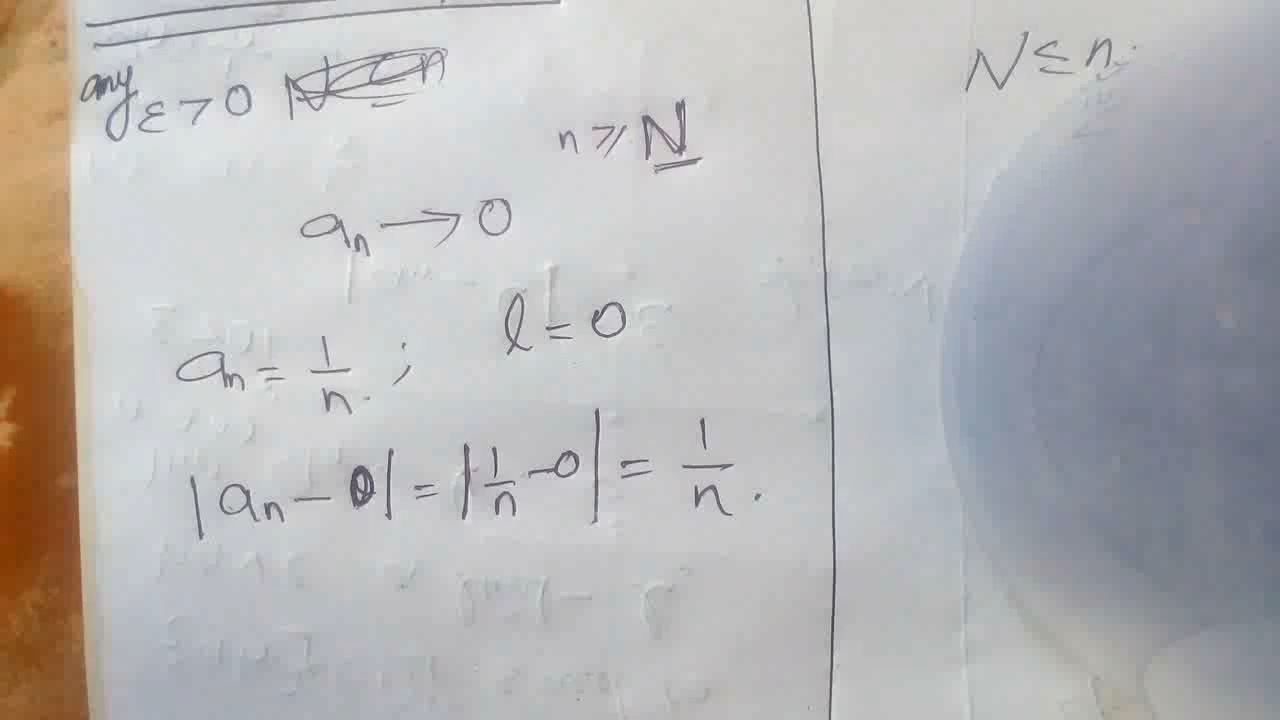 any ε > 0 N ≤ n
n ⩾ N
aₙ → 0
aₙ = 1/n. ; l = 0
|aₙ - 0| = |1/n - 0| = 1/n.
N ≤ n.